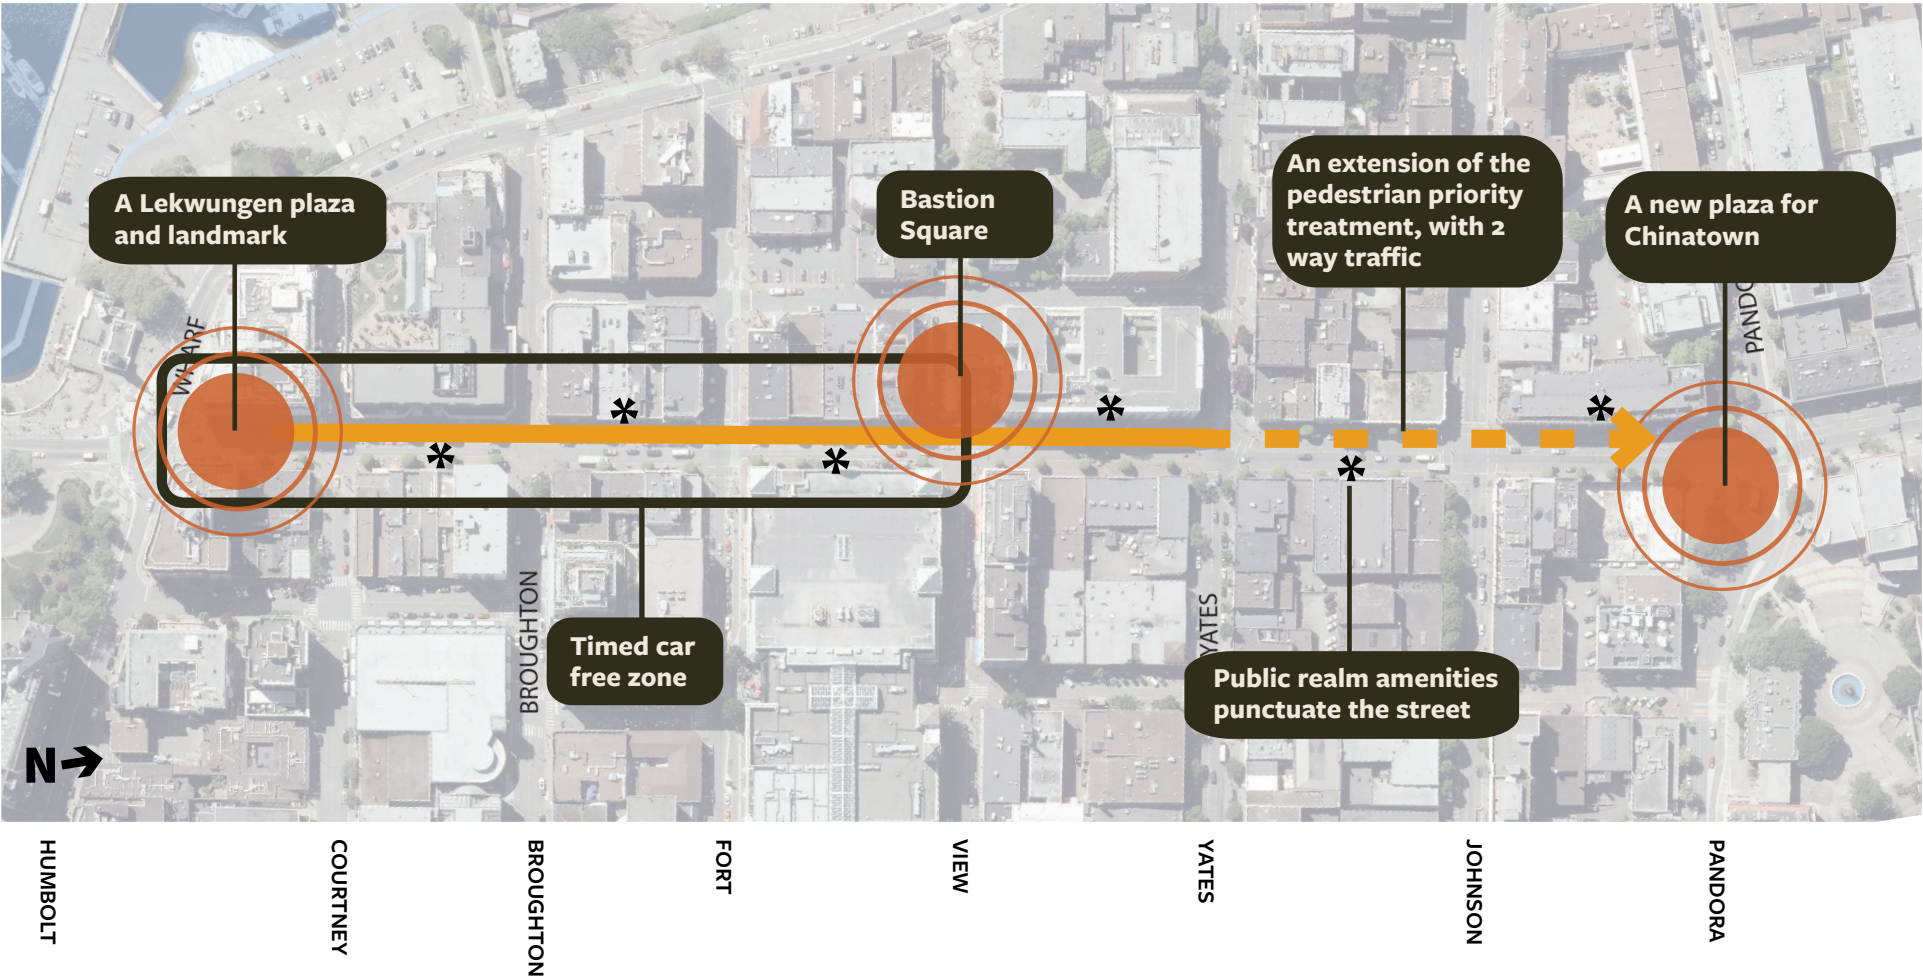 A Lekwungen plaza
and landmark
Bastion
Square
An extension of the
pedestrian priority
treatment, with 2
way traffic
A new plaza for
Chinatown
WHARF
PANDO
*
*
*
*
*
*
BROUGHTON
YATES
Timed car
free zone
Public realm amenities
punctuate the street
N
HUMBOLT
COURTNEY
BROUGHTON
FORT
VIEW
YATES
JOHNSON
PANDORA